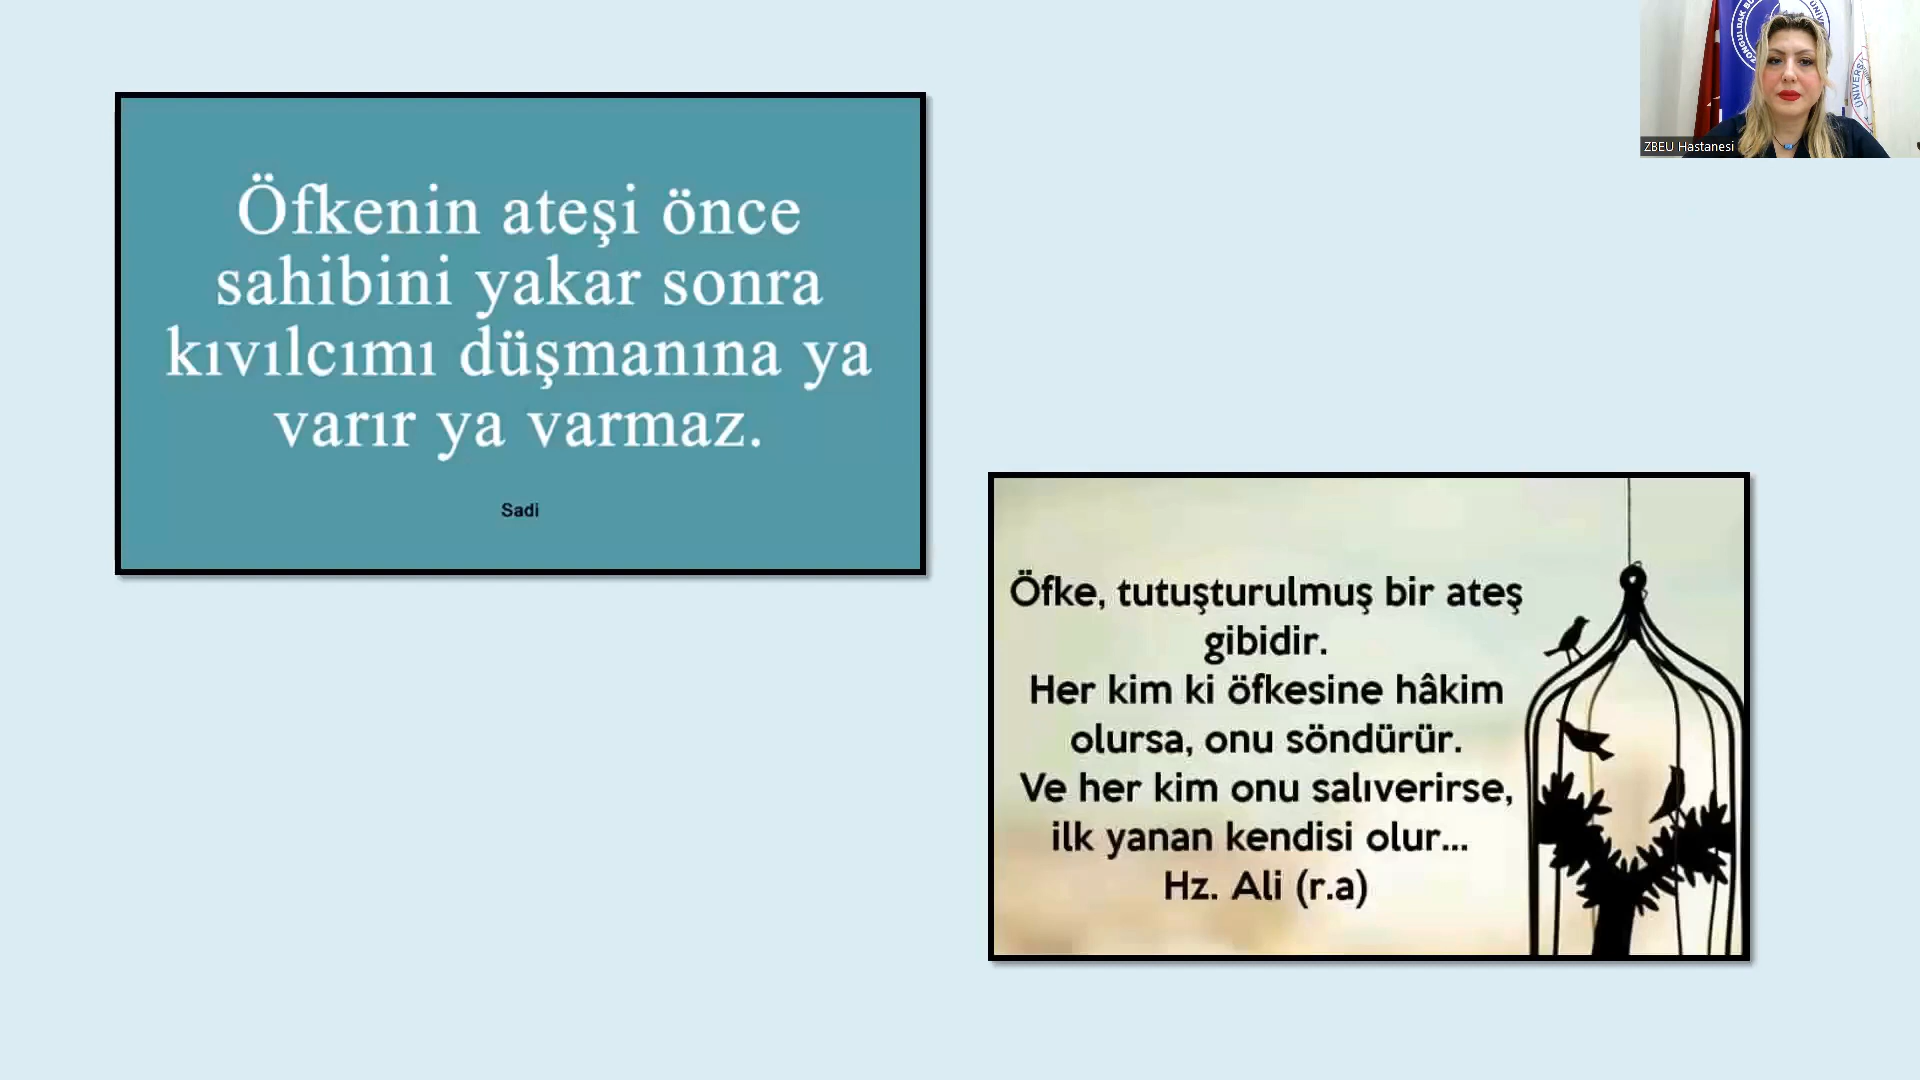 Öfkenin ateşi önce
sahibini yakar sonra
kıvılcımı düşmanına ya
varır ya varmaz.
Sadi
Öfke, tutuşturulmuş bir ateş
gibidir.
Her kim ki öfkesine hâkim
olursa, onu söndürür.
Ve her kim onu salıverirse,
ilk yanan kendisi olur...
Hz. Ali (r.a)
ZBEU Hastanesi